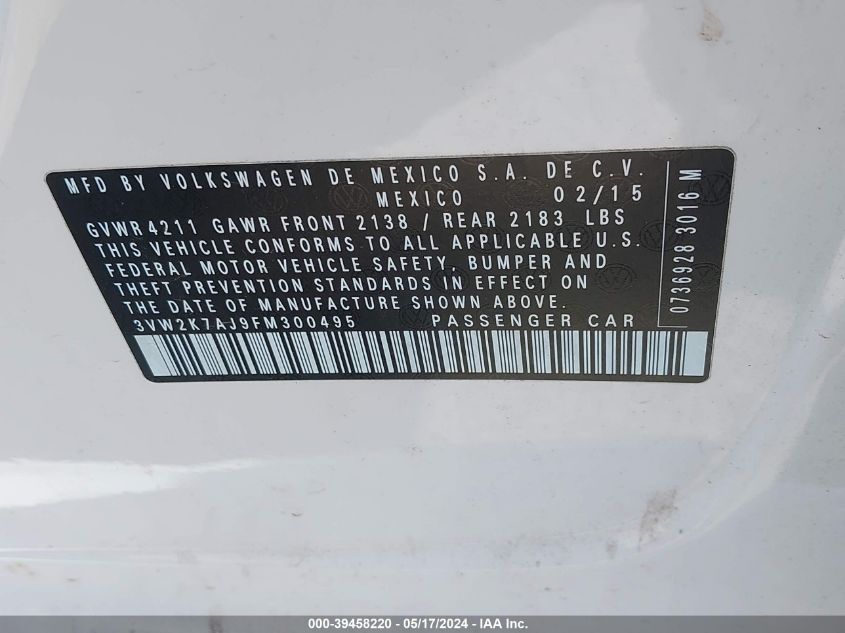 MFD BY VOLKSWAGEN DE MEXICO S.A. DE C.V.
MEXICO 02/15
GVWR 4211 GAWR FRONT 2138 / REAR 2183 LBS
THIS VEHICLE CONFORMS TO ALL APPLICABLE U.S.
FEDERAL MOTOR VEHICLE SAFETY, BUMPER AND
THEFT PREVENTION STANDARDS IN EFFECT ON
THE DATE OF MANUFACTURE SHOWN ABOVE.
3VW2K7AJ9FM300495 PASSENGER CAR
0736928 3016 M
000-39458220 - 05/17/2024 - IAA Inc.